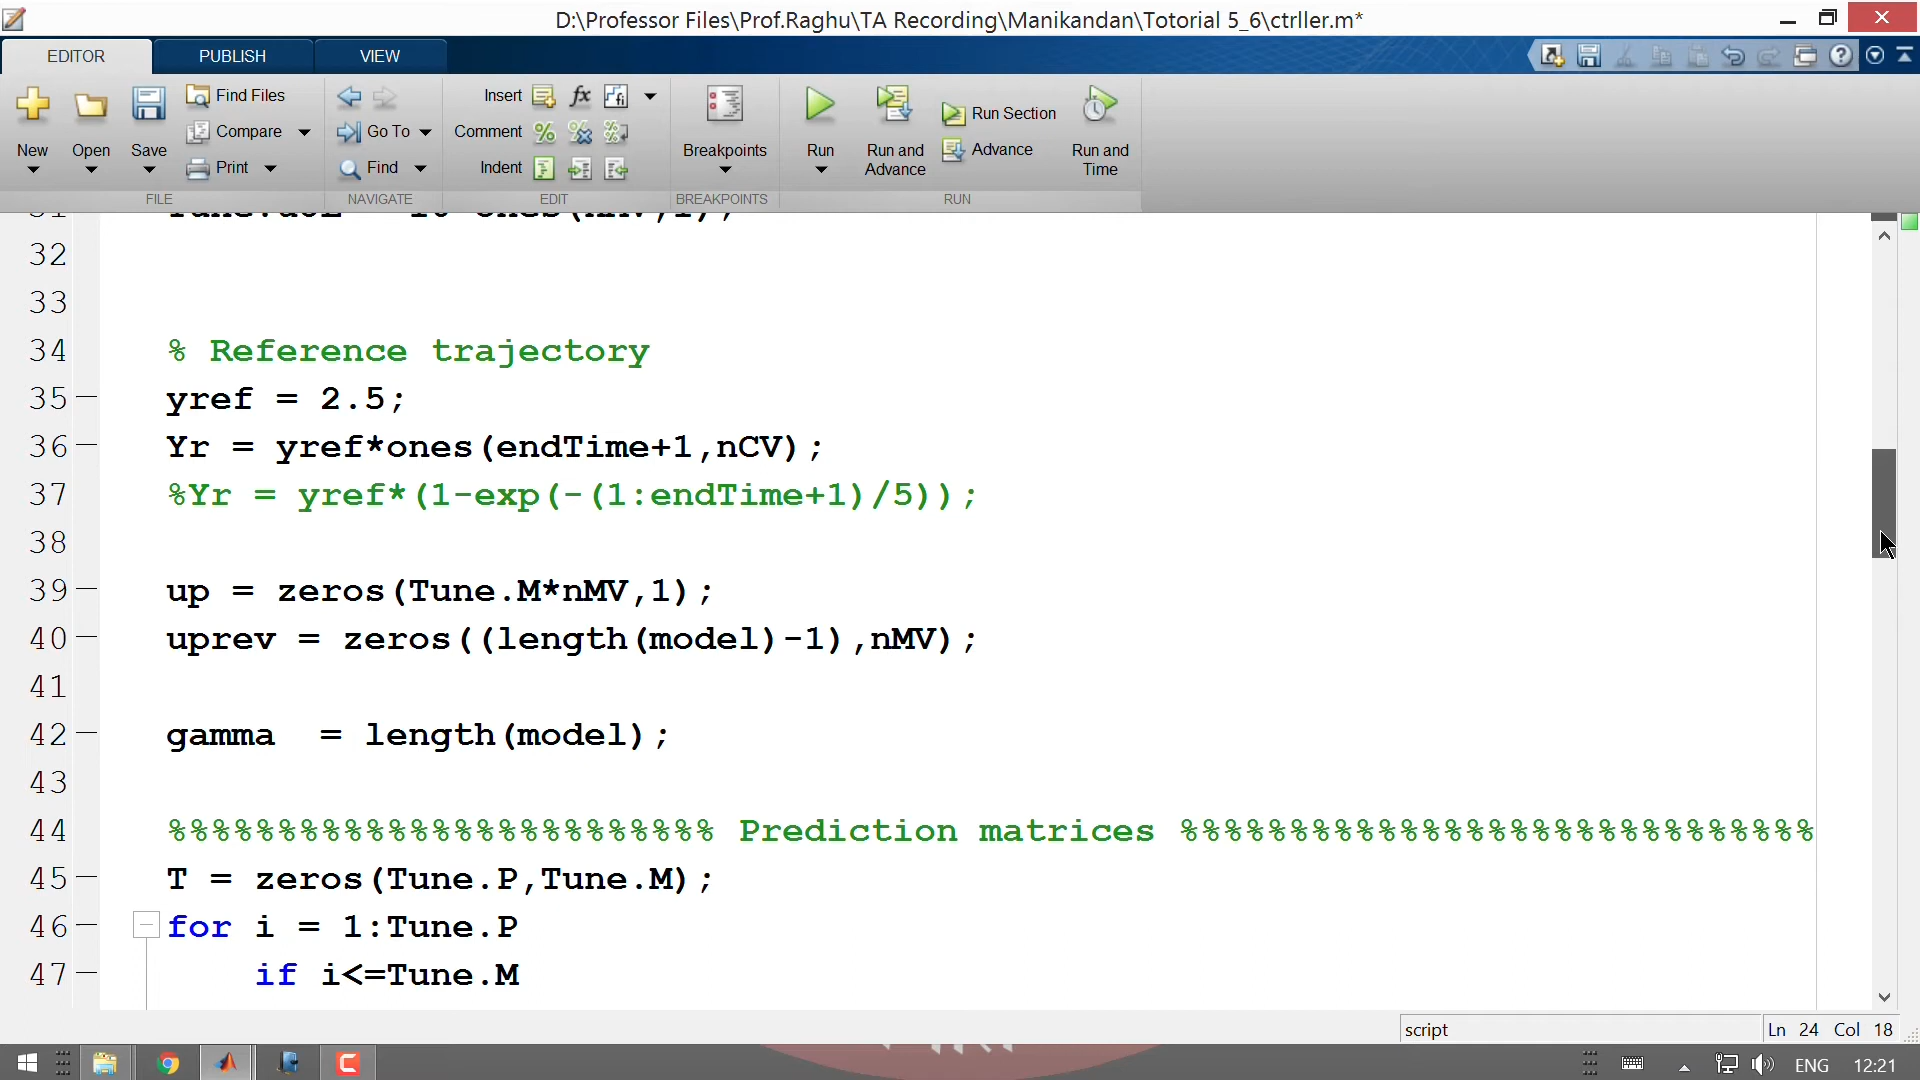 D:\Professor Files\Prof.Raghu\TA Recording\Manikandan\Totorial 5_6\ctrller.m*
EDITOR PUBLISH VIEW
Find Files Insert
Compare Go To Comment
Print Find Indent
New Open Save Breakpoints Run Run and Advance Run Section Advance Run and Time
FILE NAVIGATE EDIT BREAKPOINTS RUN
32
33
34 % Reference trajectory
35 yref = 2.5;
36 Yr = yref*ones(endTime+1,nCV);
37 %Yr = yref*(1-exp(-(1:endTime+1)/5));
38
39 up = zeros(Tune.M*nMV,1);
40 uprev = zeros((length(model)-1),nMV);
41
42 gamma  = length(model);
43
44 %%%%%%%%%%%%%%%%%%%%%%%%% Prediction matrices %%%%%%%%%%%%%%%%%%%%%%%%%%%%%
45 T = zeros(Tune.P,Tune.M);
46 for i = 1:Tune.P
47 if i<=Tune.M
script Ln 24 Col 18
ENG 12:21